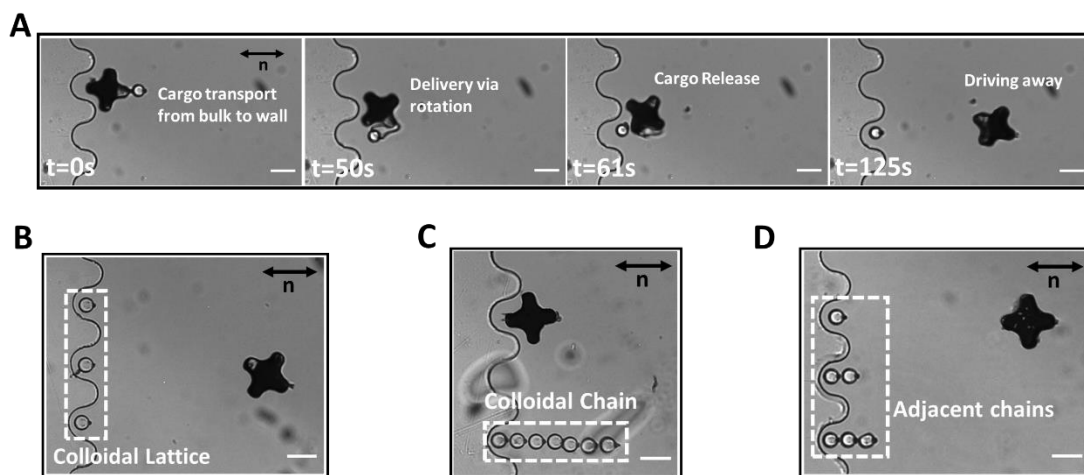 A
n
Cargo transport
from bulk to wall
t=0s
Delivery via
rotation
t=50s
Cargo Release
t=61s
Driving away
t=125s
B
n
Colloidal Lattice
C
n
Colloidal Chain
D
n
Adjacent chains